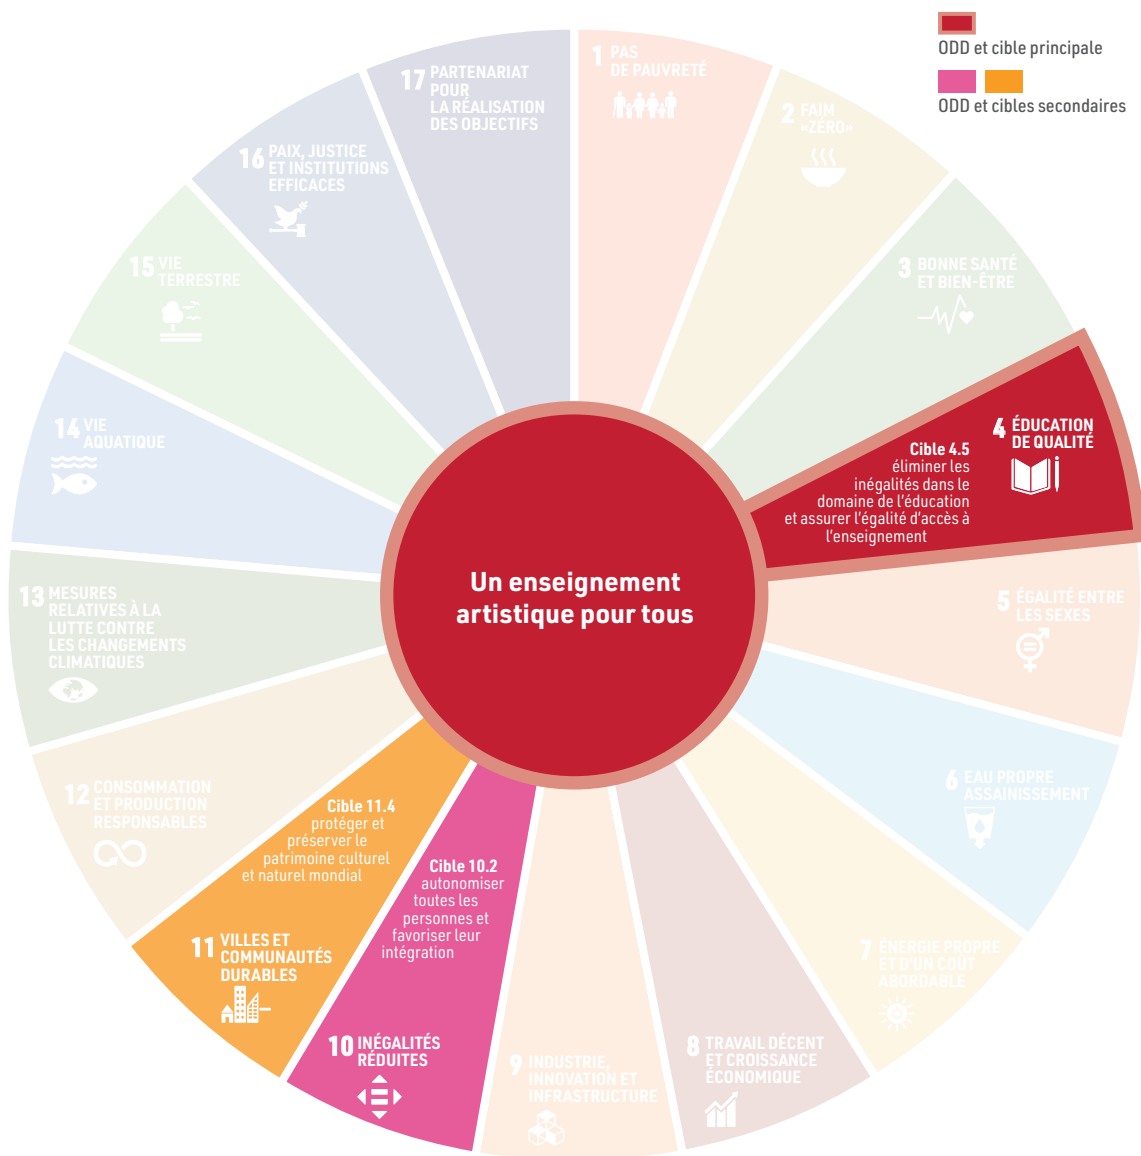 ODD et cible principale
ODD et cibles secondaires
1 PAS
DE PAUVRETÉ
2 FAIM
«ZÉRO»
3 BONNE SANTÉ
ET BIEN-ÊTRE
4 ÉDUCATION
DE QUALITÉ
Cible 4.5
éliminer les
inégalités dans le
domaine de l’éducation
et assurer l’égalité d’accès à
l’enseignement
5 ÉGALITÉ ENTRE
LES SEXES
6 EAU PROPRE
ASSAINISSEMENT
7 ÉNERGIE PROPRE
ET D’UN COÛT
ABORDABLE
8 TRAVAIL DÉCENT
ET CROISSANCE
ÉCONOMIQUE
9 INDUSTRIE,
INNOVATION ET
INFRASTRUCTURE
Cible 10.2
autonomiser
toutes les
personnes et
favoriser leur
intégration
10 INÉGALITÉS
RÉDUITES
Cible 11.4
protéger et
préserver le
patrimoine culturel
et naturel mondial
11 VILLES ET
COMMUNAUTÉS
DURABLES
12 CONSOMMATION
ET PRODUCTION
RESPONSABLES
13 MESURES
RELATIVES À LA
LUTTE CONTRE
LES CHANGEMENTS
CLIMATIQUES
14 VIE
AQUATIQUE
15 VIE
TERRESTRE
16 PAIX, JUSTICE
ET INSTITUTIONS
EFFICACES
17 PARTENARIAT
POUR
LA RÉALISATION
DES OBJECTIFS
Un enseignement
artistique pour tous